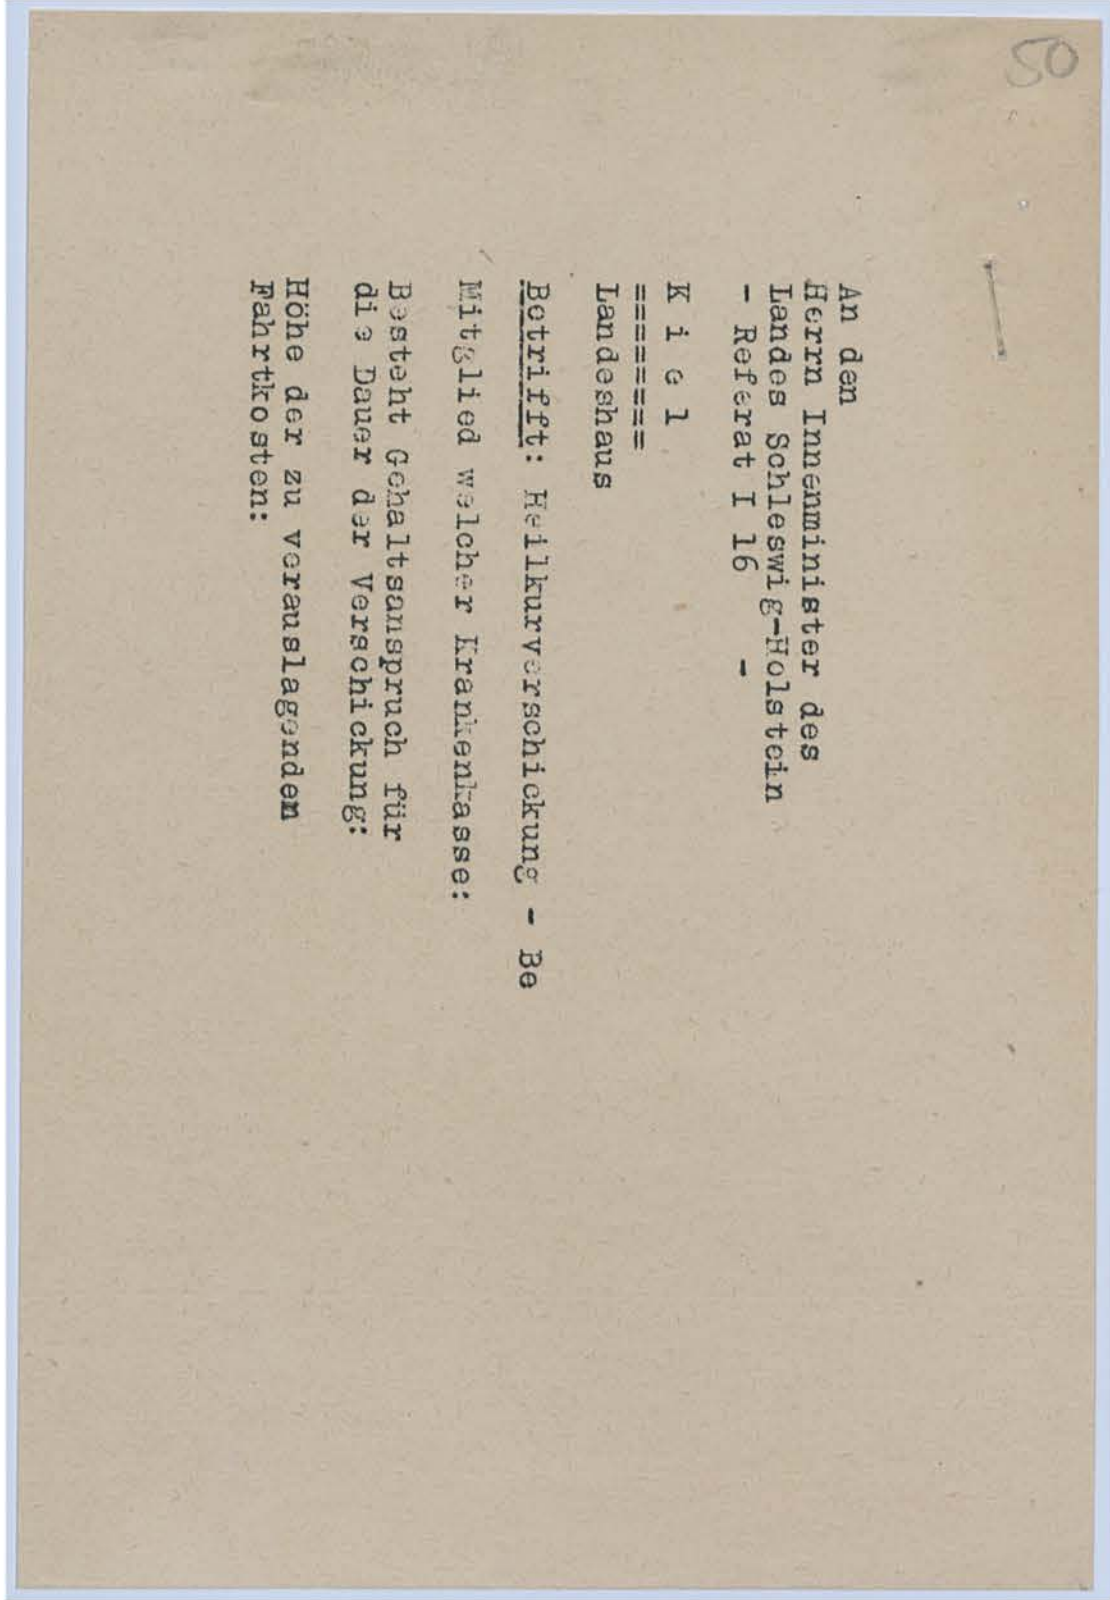 50
An den
Herrn Innenminister des
Landes Schleswig-Holstein
- Referat I 16     -
K i e l
========
Landeshaus
Betrifft: Heilkurverschickung - Be
Mitglied welcher Krankenkasse:
Besteht Gehaltsanspruch für
die Dauer der Verschickung:
Höhe der zu verauslagenden
Fahrtkosten: